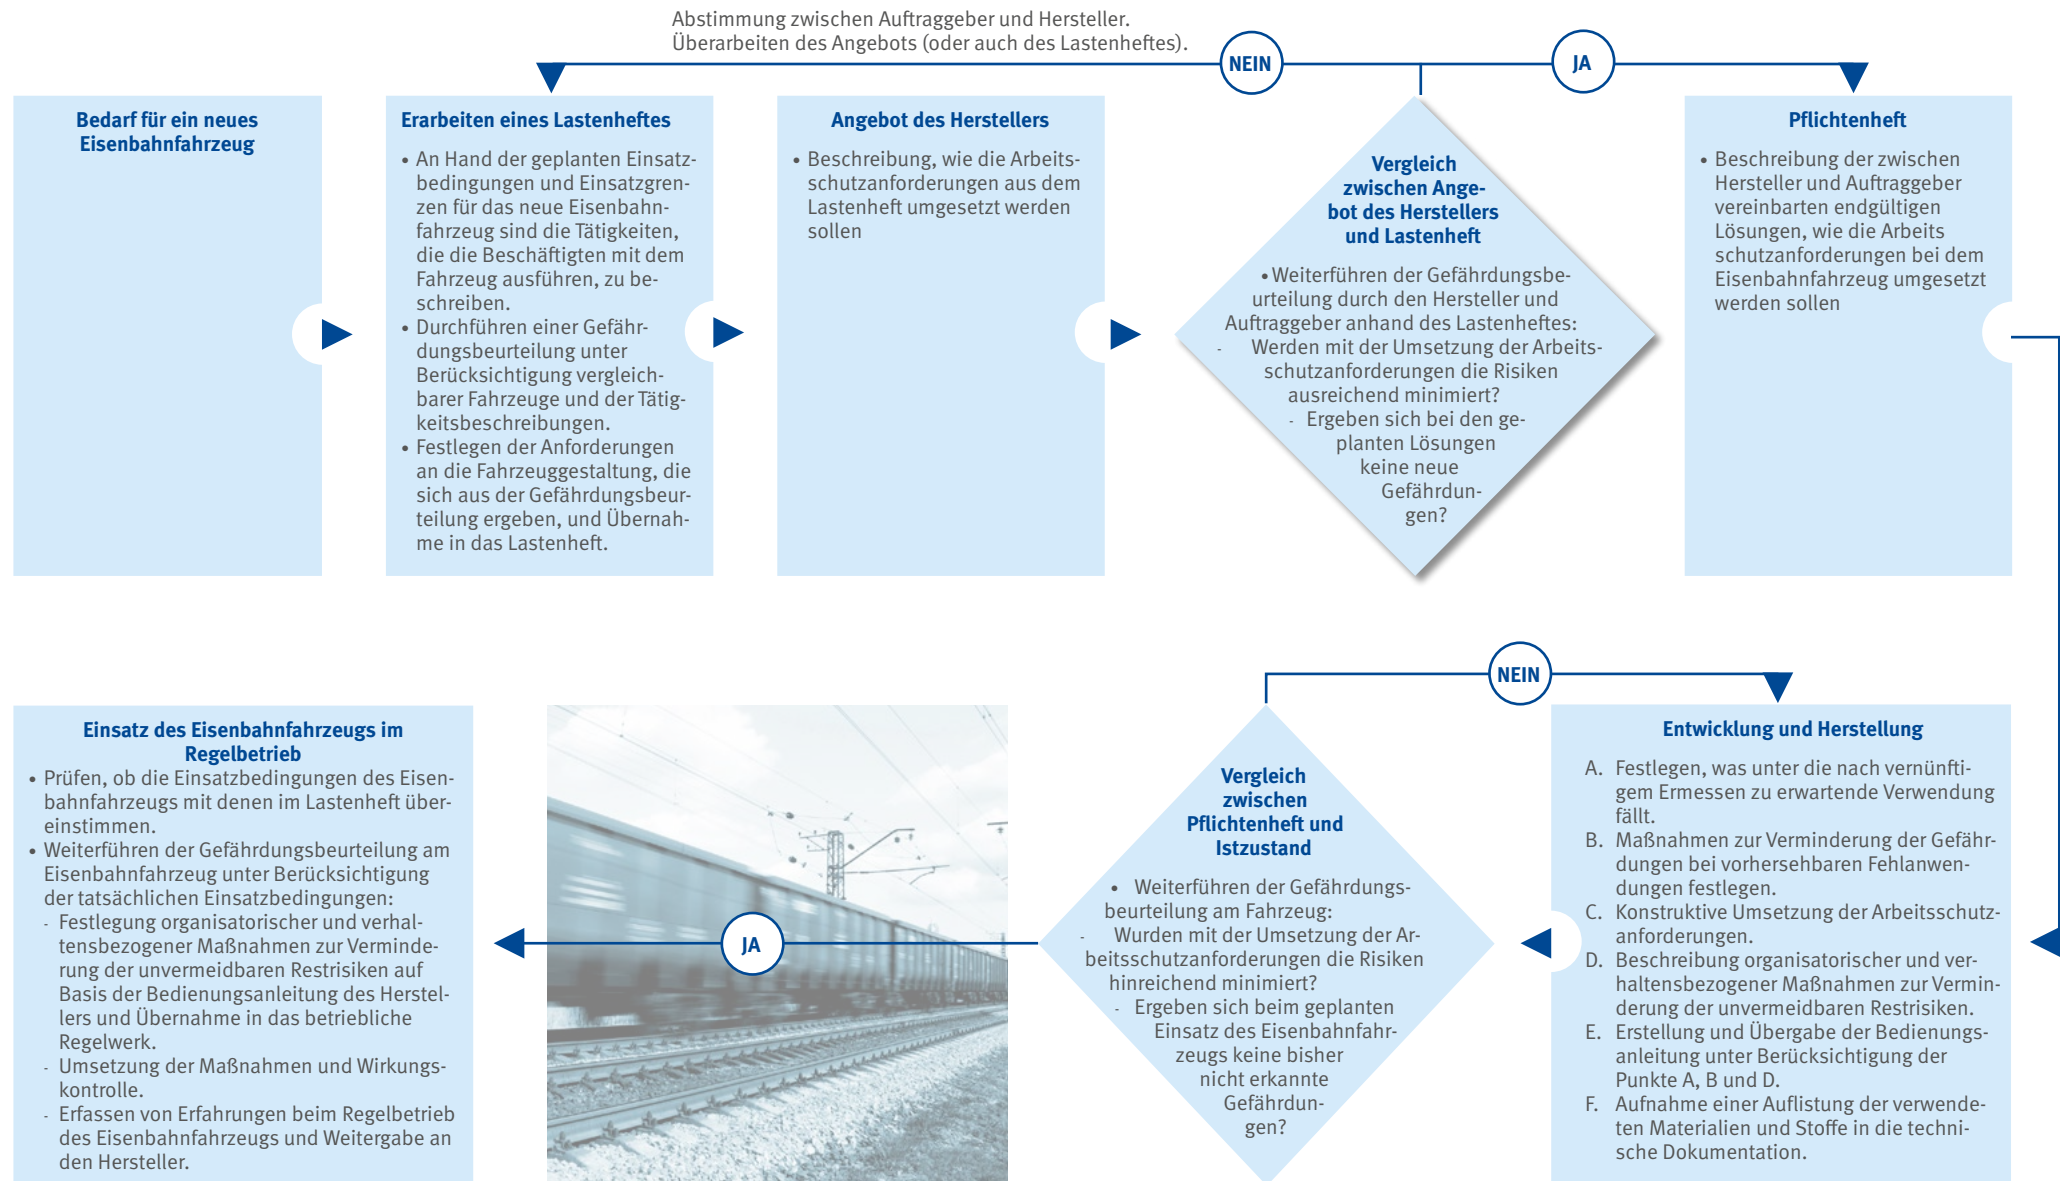 Abstimmung zwischen Auftraggeber und Hersteller.
Überarbeiten des Angebots (oder auch des Lastenheftes).
NEIN
JA
Bedarf für ein neues
Eisenbahnfahrzeug
Erarbeiten eines Lastenheftes
• An Hand der geplanten Einsatz-
bedingungen und Einsatzgren-
zen für das neue Eisenbahn-
fahrzeug sind die Tätigkeiten,
die die Beschäftigten mit dem
Fahrzeug ausführen, zu be-
schreiben.
• Durchführen einer Gefähr-
dungsbeurteilung unter
Berücksichtigung vergleich-
barer Fahrzeuge und der Tätig-
keitsbeschreibungen.
• Festlegen der Anforderungen
an die Fahrzeuggestaltung, die
sich aus der Gefährdungsbeur-
teilung ergeben, und Übernah-
me in das Lastenheft.
Angebot des Herstellers
• Beschreibung, wie die Arbeits-
schutzanforderungen aus dem
Lastenheft umgesetzt werden
sollen
Vergleich
zwischen Ange-
bot des Herstellers
und Lastenheft
• Weiterführen der Gefährdungsbe-
urteilung durch den Hersteller und
Auftraggeber anhand des Lastenheftes:
- Werden mit der Umsetzung der Arbeits-
schutzanforderungen die Risiken
ausreichend minimiert?
- Ergeben sich bei den ge-
planten Lösungen
keine neue
Gefährdun-
gen?
Pflichtenheft
• Beschreibung der zwischen
Hersteller und Auftraggeber
vereinbarten endgültigen
Lösungen, wie die Arbeits
schutzanforderungen bei dem
Eisenbahnfahrzeug umgesetzt
werden sollen
NEIN
Entwicklung und Herstellung
A. Festlegen, was unter die nach vernünfti-
gem Ermessen zu erwartende Verwendung
fällt.
B. Maßnahmen zur Verminderung der Gefähr-
dungen bei vorhersehbaren Fehlanwen-
dungen festlegen.
C. Konstruktive Umsetzung der Arbeitsschutz-
anforderungen.
D. Beschreibung organisatorischer und ver-
haltensbezogener Maßnahmen zur Vermin-
derung der unvermeidbaren Restrisiken.
E. Erstellung und Übergabe der Bedienungs-
anleitung unter Berücksichtigung der
Punkte A, B und D.
F. Aufnahme einer Auflistung der verwende-
ten Materialien und Stoffe in die techni-
sche Dokumentation.
Vergleich
zwischen
Pflichtenheft und
Istzustand
• Weiterführen der Gefährdungs-
beurteilung am Fahrzeug:
- Wurden mit der Umsetzung der Ar-
beitsschutzanforderungen die Risiken
hinreichend minimiert?
- Ergeben sich beim geplanten
Einsatz des Eisenbahnfahr-
zeugs keine bisher
nicht erkannte
Gefährdun-
gen?
JA
Einsatz des Eisenbahnfahrzeugs im
Regelbetrieb
• Prüfen, ob die Einsatzbedingungen des Eisen-
bahnfahrzeugs mit denen im Lastenheft über-
einstimmen.
• Weiterführen der Gefährdungsbeurteilung am
Eisenbahnfahrzeug unter Berücksichtigung
der tatsächlichen Einsatzbedingungen:
- Festlegung organisatorischer und verhal-
tensbezogener Maßnahmen zur Verminde-
rung der unvermeidbaren Restrisiken auf
Basis der Bedienungsanleitung des Herstel-
lers und Übernahme in das betriebliche
Regelwerk.
- Umsetzung der Maßnahmen und Wirkungs-
kontrolle.
- Erfassen von Erfahrungen beim Regelbetrieb
des Eisenbahnfahrzeugs und Weitergabe an
den Hersteller.